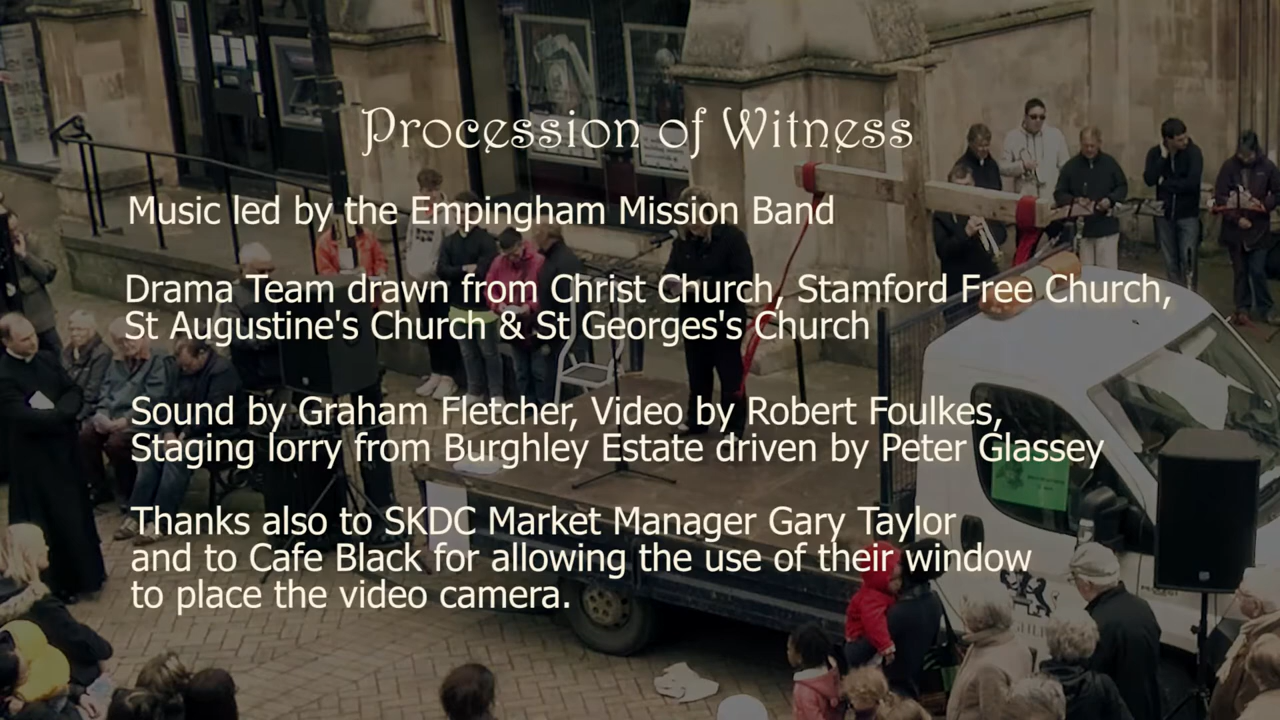 Procession of Witness
Music led by the Empingham Mission Band
Drama Team drawn from Christ Church, Stamford Free Church,
St Augustine's Church & St Georges's Church
Sound by Graham Fletcher, Video by Robert Foulkes,
Staging lorry from Burghley Estate driven by Peter Glassey
Thanks also to SKDC Market Manager Gary Taylor
and to Cafe Black for allowing the use of their window
to place the video camera.